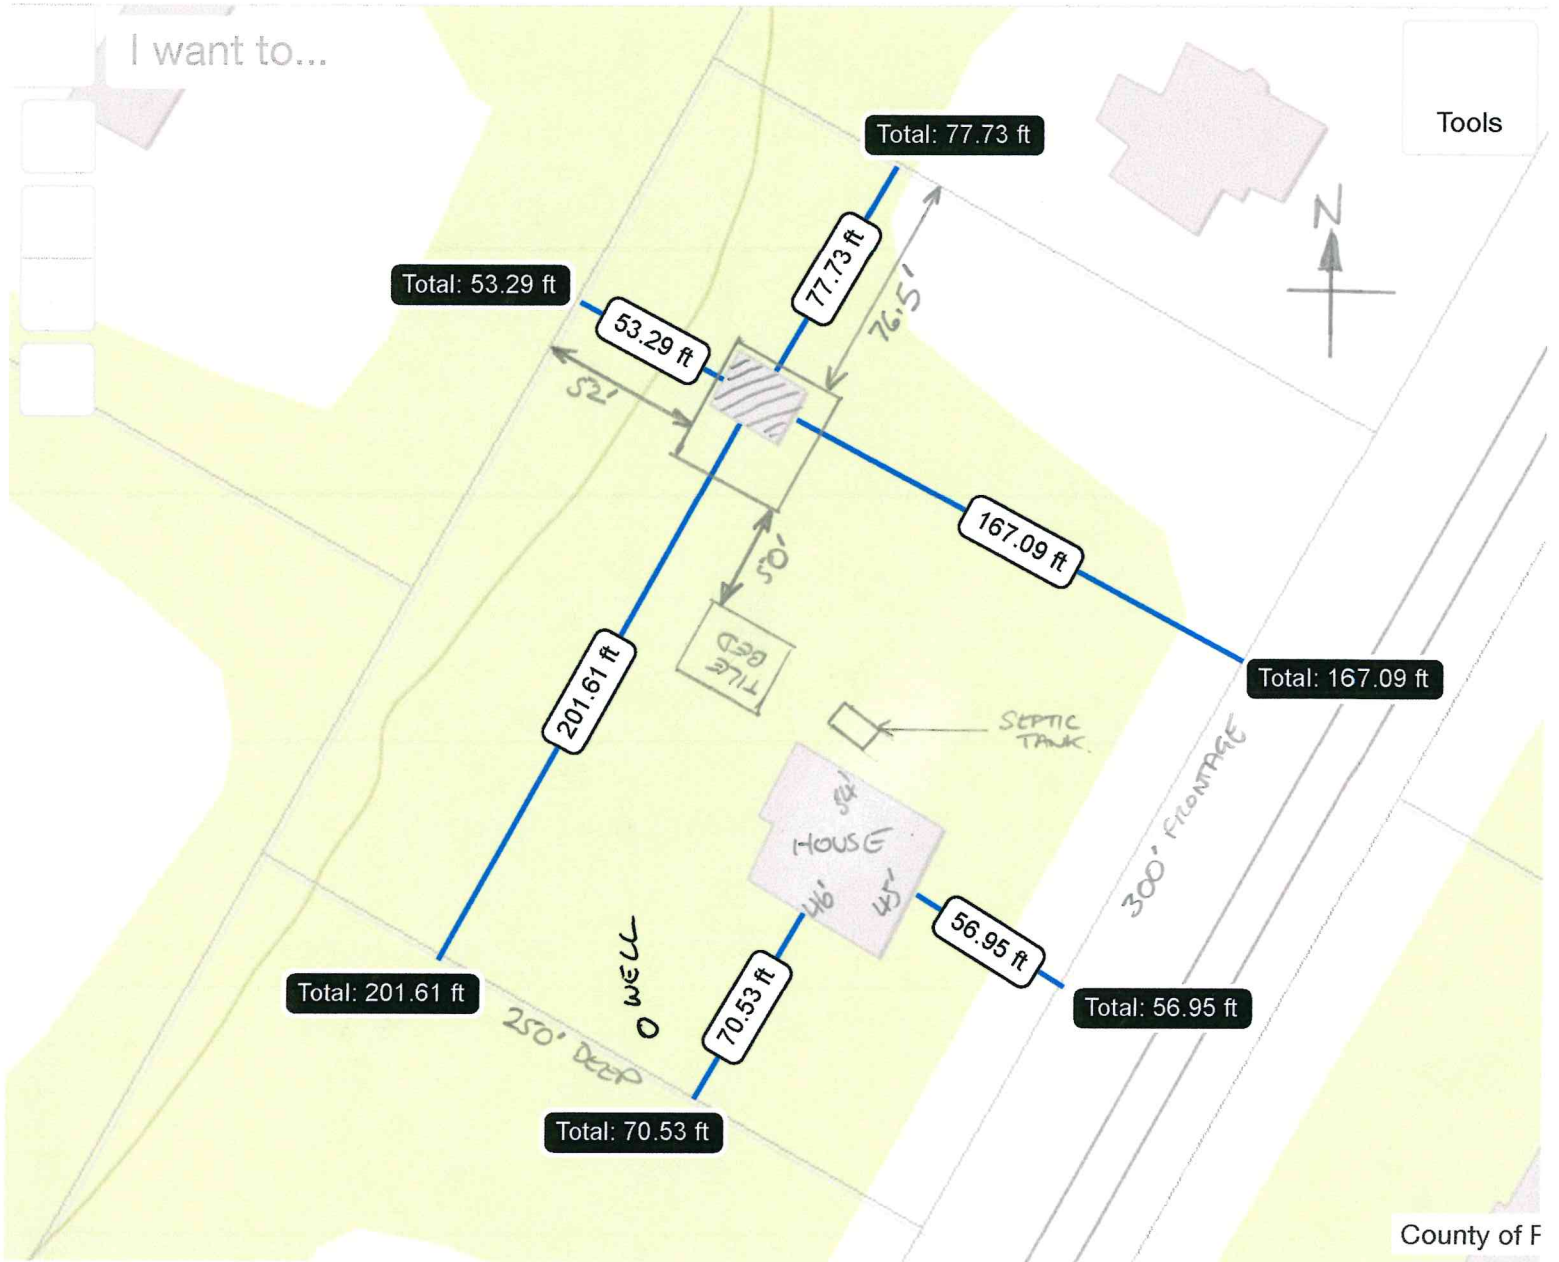 I want to...
Tools
Total: 77.73 ft
77.73 ft
76.5'
N
Total: 53.29 ft
53.29 ft
52'
167.09 ft
Total: 167.09 ft
50'
TILE
BED
201.61 ft
Total: 201.61 ft
SEPTIC
TANK.
54'
HOUSE
46'
45'
300' FRONTAGE
56.95 ft
Total: 56.95 ft
WELL
70.53 ft
Total: 70.53 ft
250' DEEP
County of F